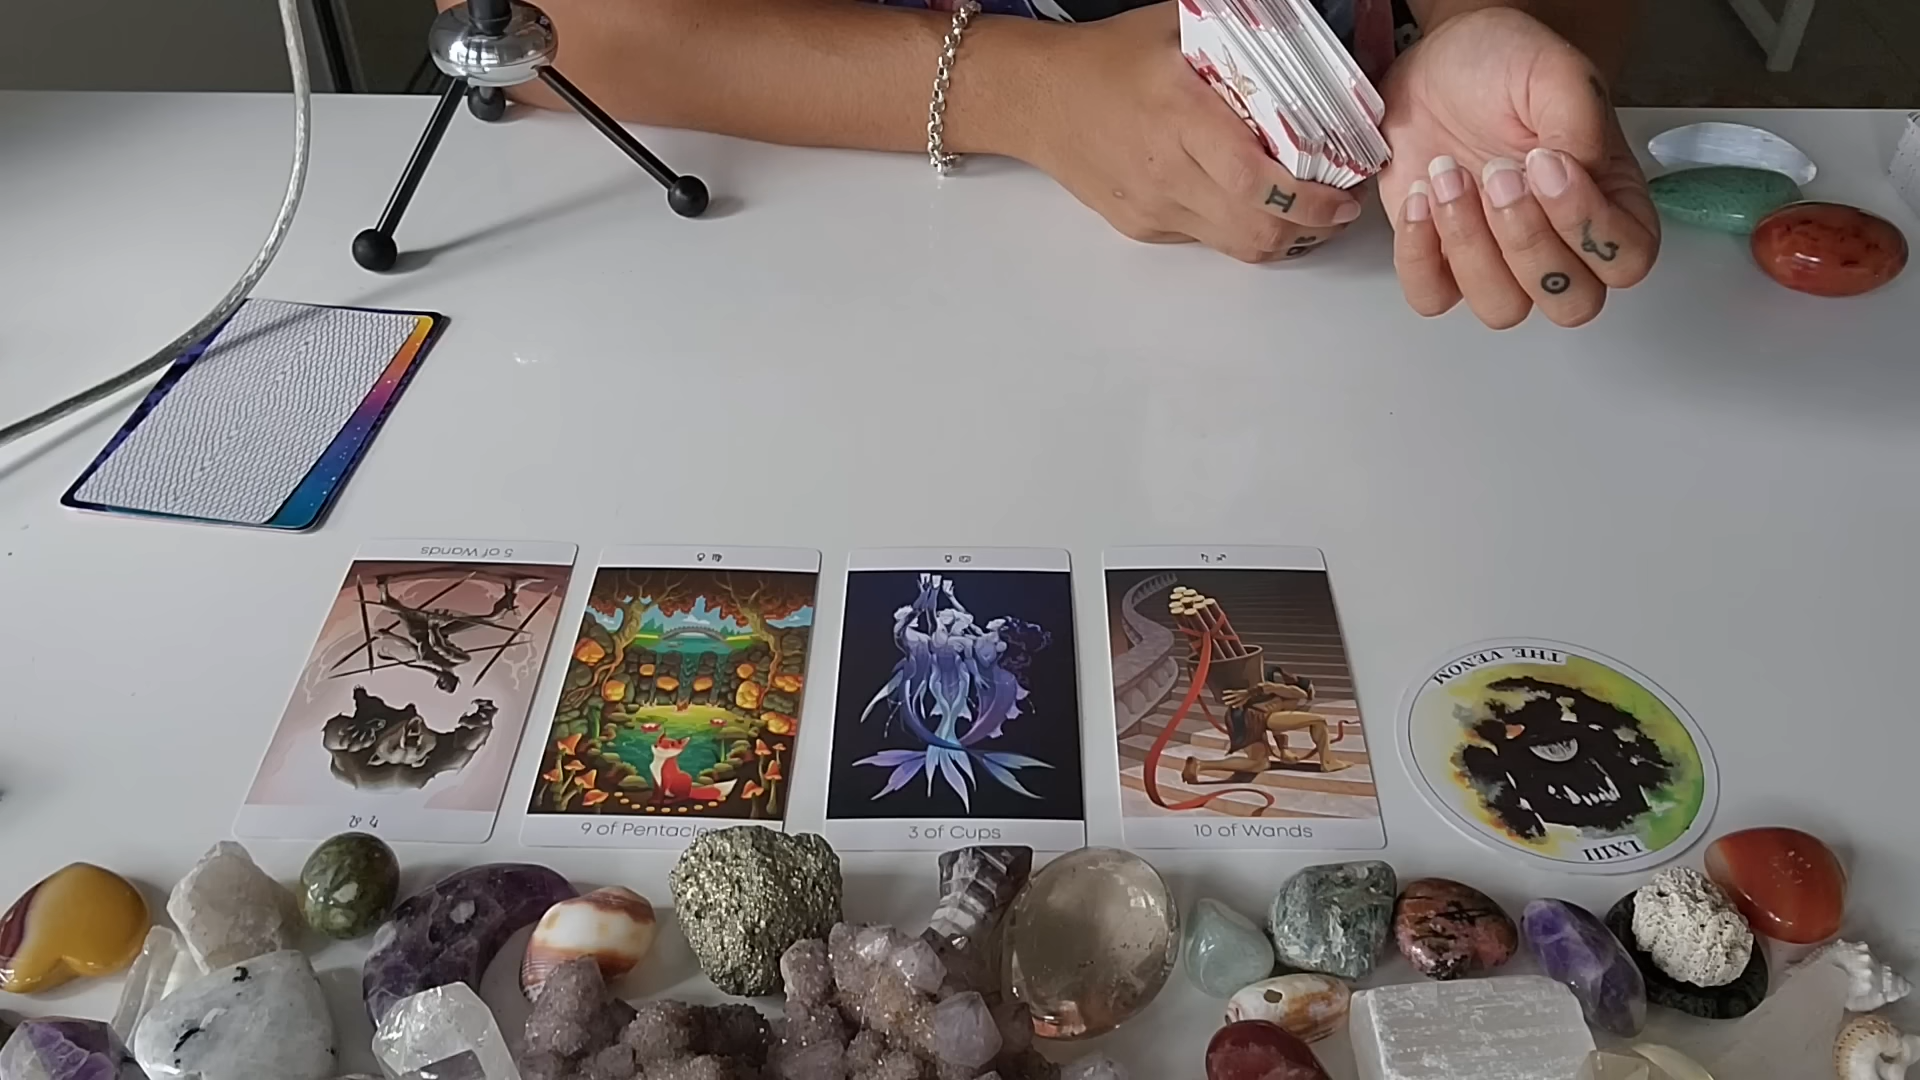 5 of Wands
9 of Pentacles
3 of Cups
10 of Wands
THE VENOM
LXIII